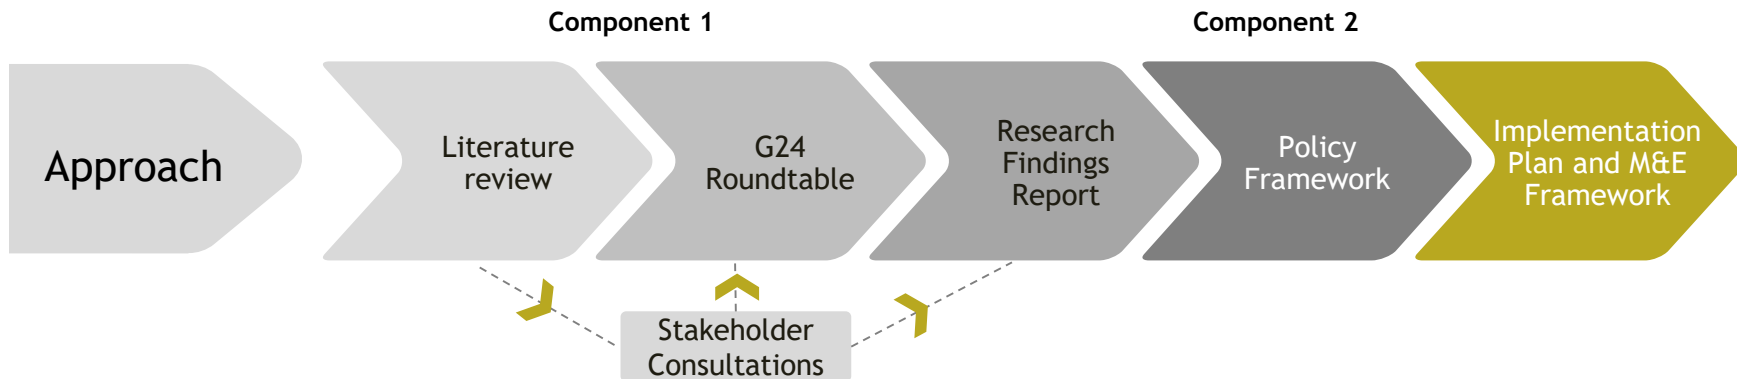 Component 1
Component 2
Approach
Literature
review
G24
Roundtable
Research
Findings
Report
Policy
Framework
Implementation
Plan and M&E
Framework
Stakeholder
Consultations